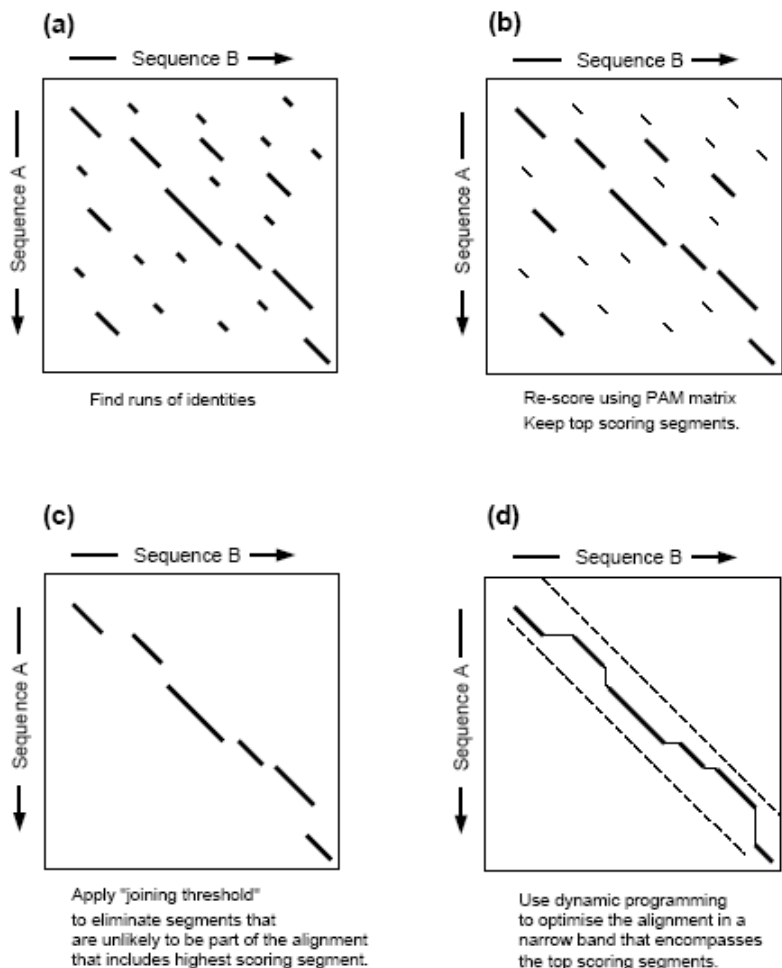 (a)
Sequence B
Sequence A
Find runs of identities
(b)
Sequence B
Sequence A
Re-score using PAM matrix
Keep top scoring segments.
(c)
Sequence B
Sequence A
Apply "joining threshold"
to eliminate segments that
are unlikely to be part of the alignment
that includes highest scoring segment.
(d)
Sequence B
Sequence A
Use dynamic programming
to optimise the alignment in a
narrow band that encompasses
the top scoring segments.